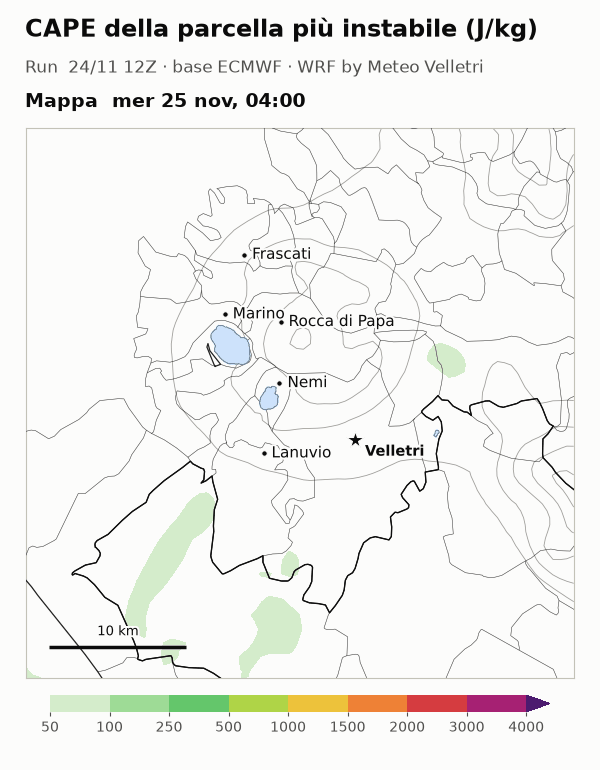 CAPE della parcella più instabile (J/kg)
Run  24/11 12Z · base ECMWF · WRF by Meteo Velletri
Mappa  mer 25 nov, 04:00
Frascati
Marino
Rocca di Papa
Nemi
Velletri
Lanuvio
10 km
50 100 250 500 1000 1500 2000 3000 4000